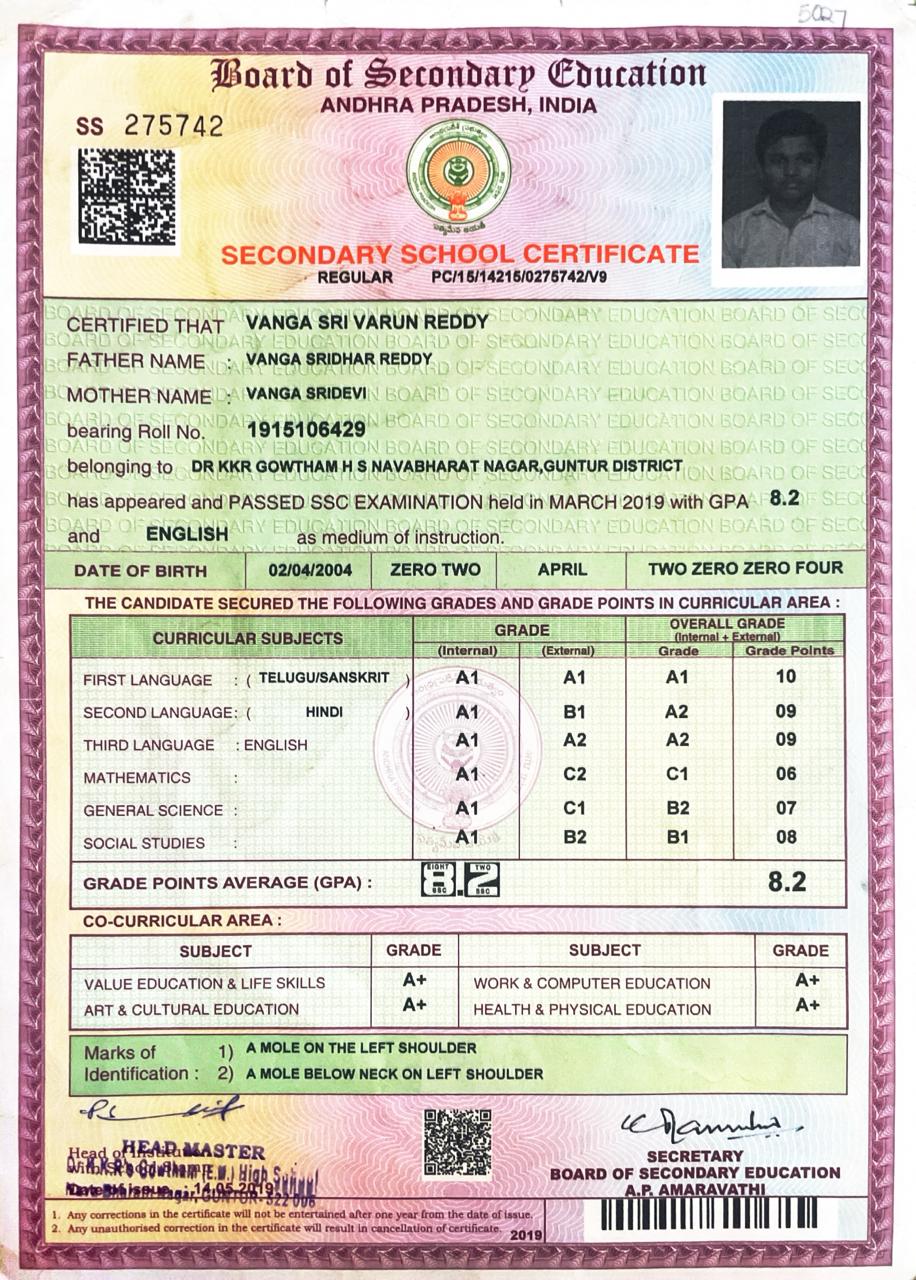 5027
Board of Secondary Education
ANDHRA PRADESH, INDIA
SS 275742
SECONDARY SCHOOL CERTIFICATE
REGULAR PC/15/14215/0275742/V9
CERTIFIED THAT VANGA SRI VARUN REDDY
FATHER NAME : VANGA SRIDHAR REDDY
MOTHER NAME : VANGA SRIDEVI
bearing Roll No. 1915106429
belonging to DR KKR GOWTHAM H S NAVABHARAT NAGAR,GUNTUR DISTRICT
has appeared and PASSED SSC EXAMINATION held in MARCH 2019 with GPA 8.2
and ENGLISH as medium of instruction.
DATE OF BIRTH 02/04/2004 ZERO TWO APRIL TWO ZERO ZERO FOUR
THE CANDIDATE SECURED THE FOLLOWING GRADES AND GRADE POINTS IN CURRICULAR AREA :
CURRICULAR SUBJECTS GRADE OVERALL GRADE
(Internal + External)
(Internal) (External) Grade Grade Points
FIRST LANGUAGE : ( TELUGU/SANSKRIT ) A1 A1 A1 10
SECOND LANGUAGE: ( HINDI ) A1 B1 A2 09
THIRD LANGUAGE : ENGLISH A1 A2 A2 09
MATHEMATICS : A1 C2 C1 06
GENERAL SCIENCE : A1 C1 B2 07
SOCIAL STUDIES : A1 B2 B1 08
GRADE POINTS AVERAGE (GPA) : EIGHT 8.2 TWO SSC SSC 8.2
CO-CURRICULAR AREA :
SUBJECT GRADE SUBJECT GRADE
VALUE EDUCATION & LIFE SKILLS A+ WORK & COMPUTER EDUCATION A+
ART & CULTURAL EDUCATION A+ HEALTH & PHYSICAL EDUCATION A+
Marks of 1) A MOLE ON THE LEFT SHOULDER
Identification : 2) A MOLE BELOW NECK ON LEFT SHOULDER
Head of HEAD MASTER
Gowtham (E.M.) High School
Date of issue : 14.05.2019
GUNTUR-522 006
SECRETARY
BOARD OF SECONDARY EDUCATION
A.P. AMARAVATHI
1. Any corrections in the certificate will not be entertained after one year from the date of issue.
2. Any unauthorised correction in the certificate will result in cancellation of certificate.
2019